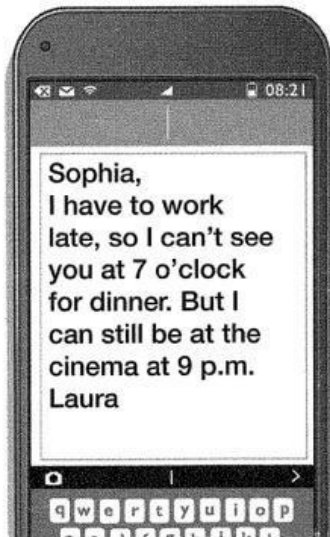 08:21
Sophia,
I have to work
late, so I can't see
you at 7 o'clock
for dinner. But I
can still be at the
cinema at 9 p.m.
Laura
q w e r t y u i o p